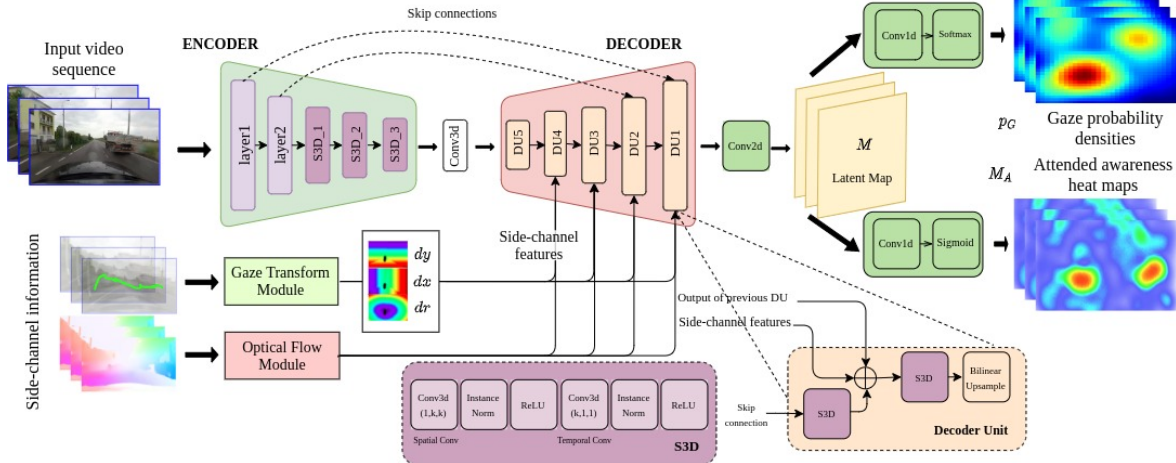 Skip connections
Input video
sequence
ENCODER
DECODER
layer1
layer2
S3D_1
S3D_2
S3D_3
Conv3d
DU5
DU4
DU3
DU2
DU1
Conv2d
M
Latent Map
Conv1d
Softmax
p_G
Gaze probability
densities
M_A
Attended awareness
heat maps
Conv1d
Sigmoid
Side-channel information
Gaze Transform
Module
dy
dx
dr
Side-channel
features
Optical Flow
Module
Output of previous DU
Side-channel features
Skip
connection
S3D
S3D
Bilinear
Upsample
Decoder Unit
Conv3d
(1,k,k)
Instance
Norm
ReLU
Conv3d
(k,1,1)
Instance
Norm
ReLU
Spatial Conv
Temporal Conv
S3D